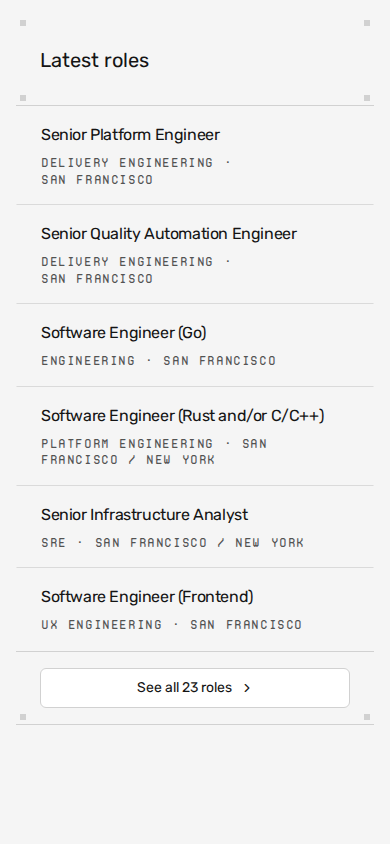 Latest roles
Senior Platform Engineer
DELIVERY ENGINEERING ·
SAN FRANCISCO
Senior Quality Automation Engineer
DELIVERY ENGINEERING ·
SAN FRANCISCO
Software Engineer (Go)
ENGINEERING · SAN FRANCISCO
Software Engineer (Rust and/or C/C++)
PLATFORM ENGINEERING · SAN
FRANCISCO / NEW YORK
Senior Infrastructure Analyst
SRE · SAN FRANCISCO / NEW YORK
Software Engineer (Frontend)
UX ENGINEERING · SAN FRANCISCO
See all 23 roles